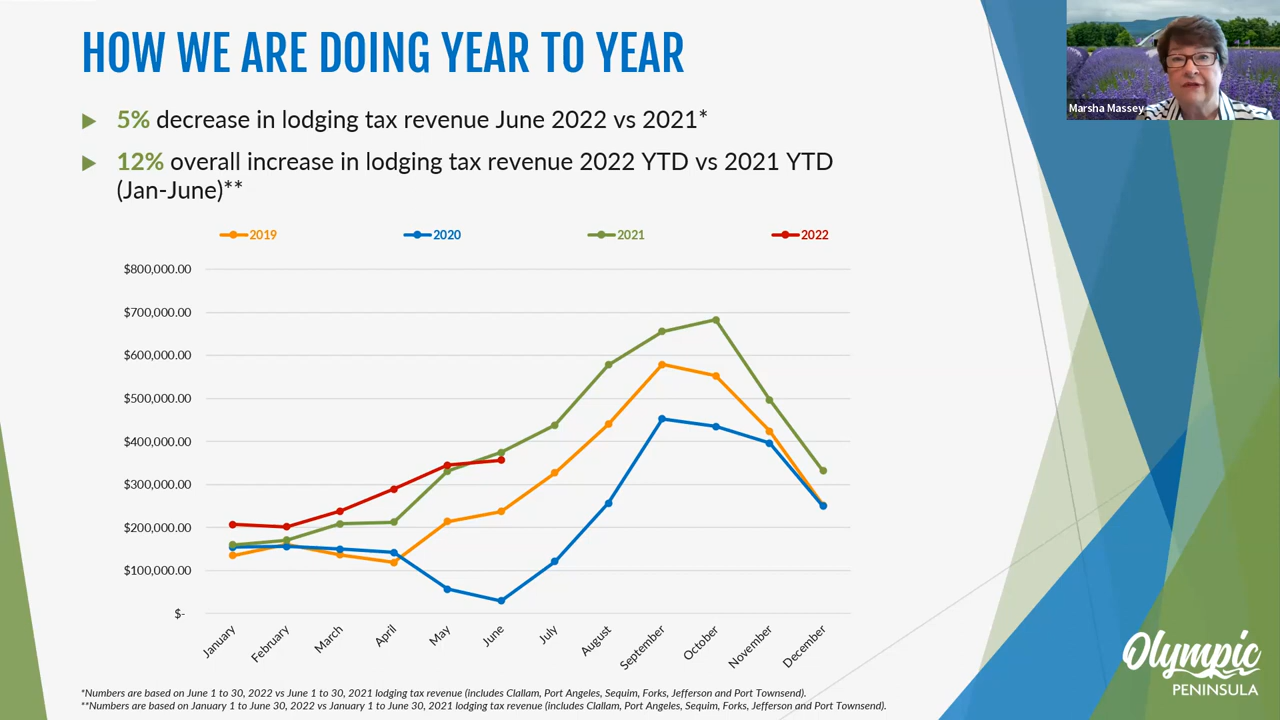 HOW WE ARE DOING YEAR TO YEAR
Marsha Massey
5% decrease in lodging tax revenue June 2022 vs 2021*
12% overall increase in lodging tax revenue 2022 YTD vs 2021 YTD
(Jan-June)**
2019 2020 2021 2022
$800,000.00
$700,000.00
$600,000.00
$500,000.00
$400,000.00
$300,000.00
$200,000.00
$100,000.00
$-
January February March April May June July August September October November December
Olympic
PENINSULA
*Numbers are based on June 1 to 30, 2022 vs June 1 to 30, 2021 lodging tax revenue (includes Clallam, Port Angeles, Sequim, Forks, Jefferson and Port Townsend).
**Numbers are based on January 1 to June 30, 2022 vs January 1 to June 30, 2021 lodging tax revenue (includes Clallam, Port Angeles, Sequim, Forks, Jefferson and Port Townsend).